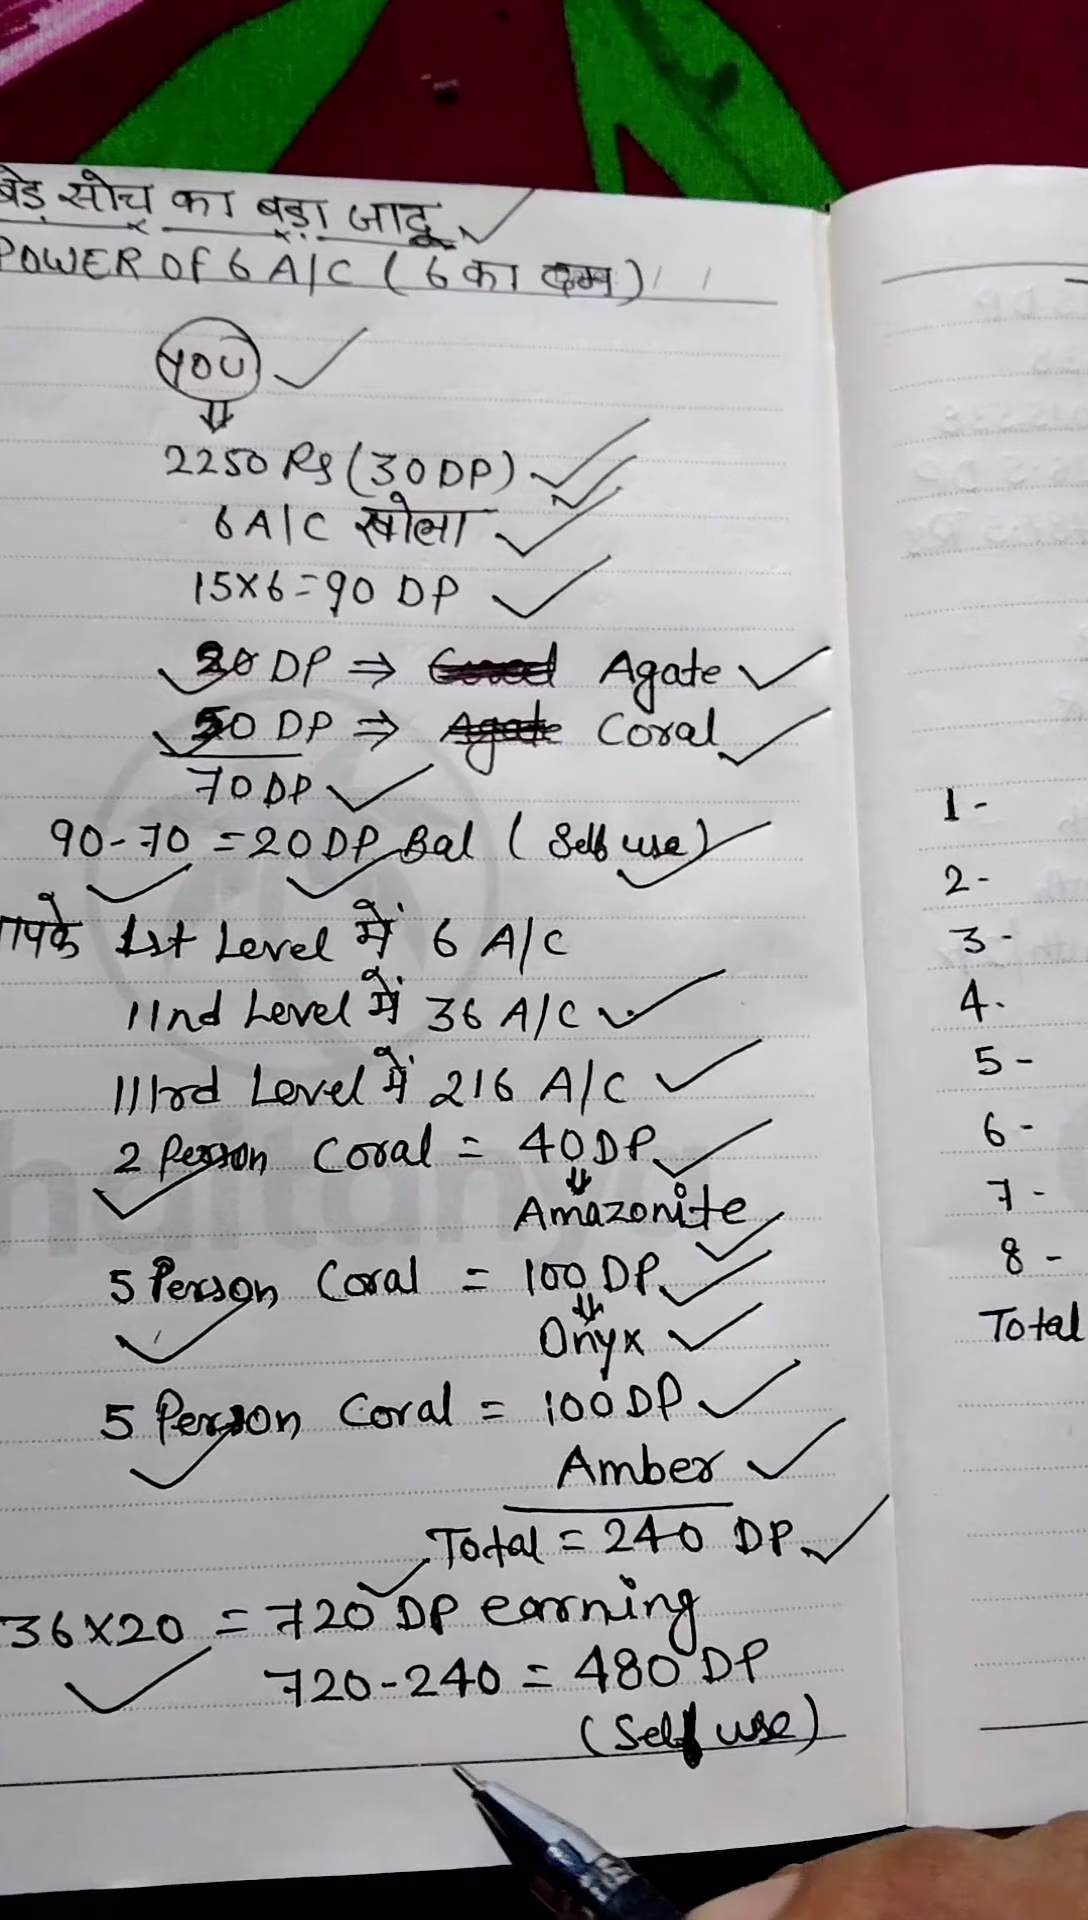 बड़े सोच का बड़ा जादू
POWER OF 6 A/C ( 6 का दम )
YOU
⇓
2250 Rs (30 DP)
6 A/C खोला
15×6=90 DP
20 DP ⇒ Agate
50 DP ⇒ Agate Coral
70 DP
90-70 = 20 DP Bal ( Self use )
पके 1st Level में 6 A/C
IInd Level में 36 A/C
IIIrd Level में 216 A/C
2 Person Coral = 40 DP
⇓
Amazonite
5 Person Coral = 100 DP
⇓
Onyx
5 Person Coral = 100 DP
Amber
Total = 240 DP
36×20 = 720 DP earning
720-240 = 480 DP
(Self use)
1-
2-
3-
4.
5-
6-
7-
8-
Total